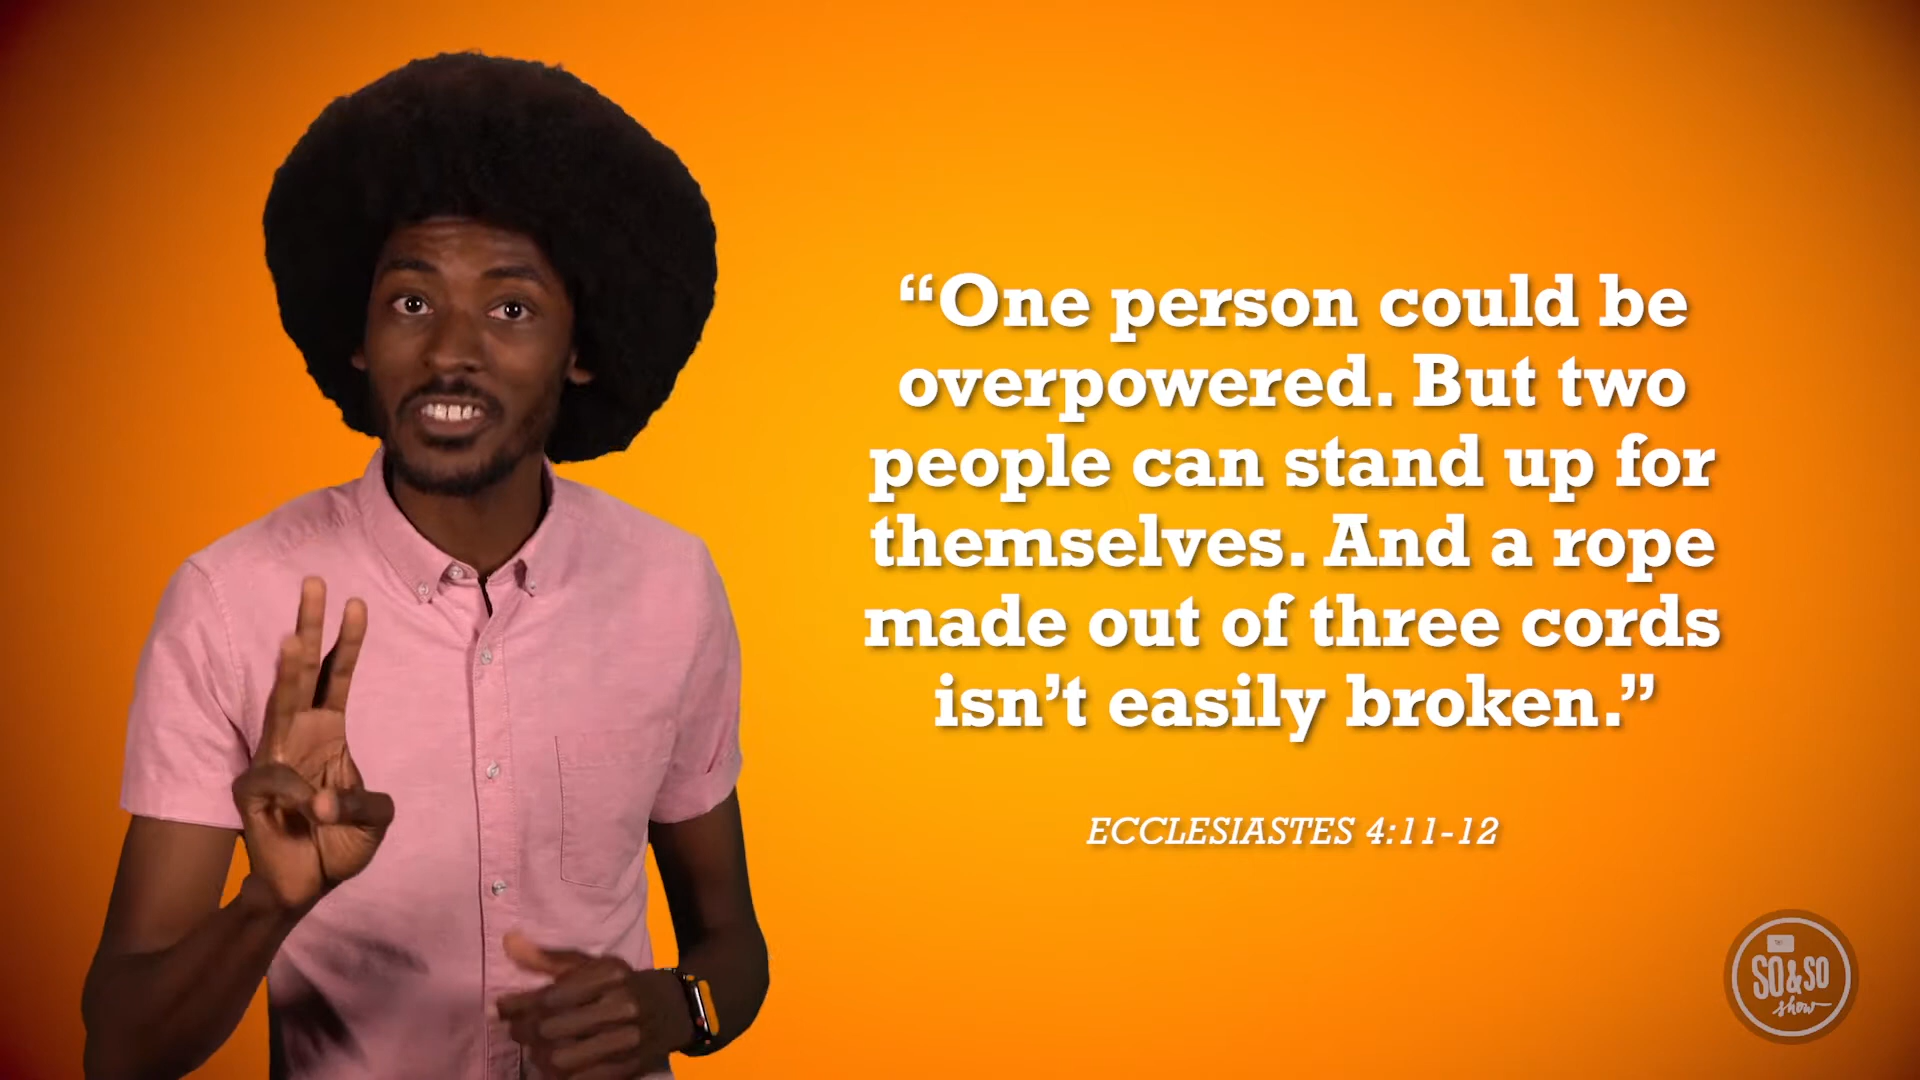 “One person could be
overpowered. But two
people can stand up for
themselves. And a rope
made out of three cords
isn’t easily broken.”
ECCLESIASTES 4:11-12
SO&SO
show